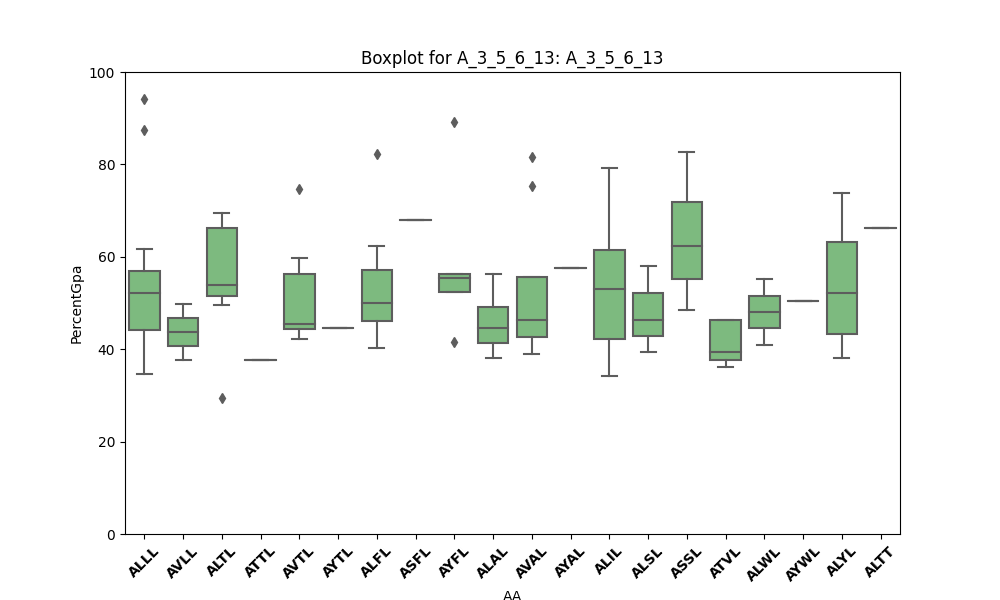 Boxplot for A_3_5_6_13: A_3_5_6_13
100
80
60
40
20
0
PercentGpa
ALLL
AVLL
ALTL
ATTL
AVTL
AYTL
ALFL
ASFL
AYFL
ALAL
AVAL
AYAL
ALIL
ALSL
ASSL
ATVL
ALWL
AYWL
ALYL
ALTT
AA